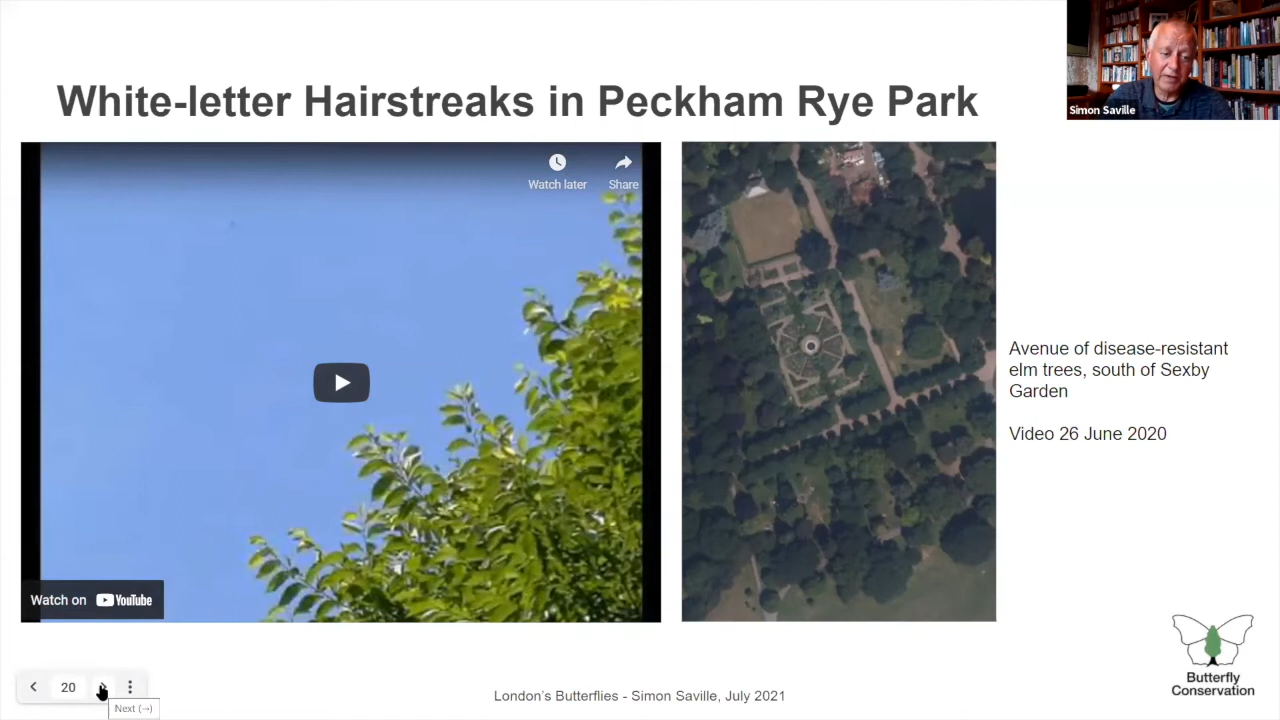 White-letter Hairstreaks in Peckham Rye Park
Simon Saville
Watch later
Share
Watch on YouTube
Avenue of disease-resistant
elm trees, south of Sexby
Garden
Video 26 June 2020
Butterfly
Conservation
20
Next (→)
London's Butterflies - Simon Saville, July 2021